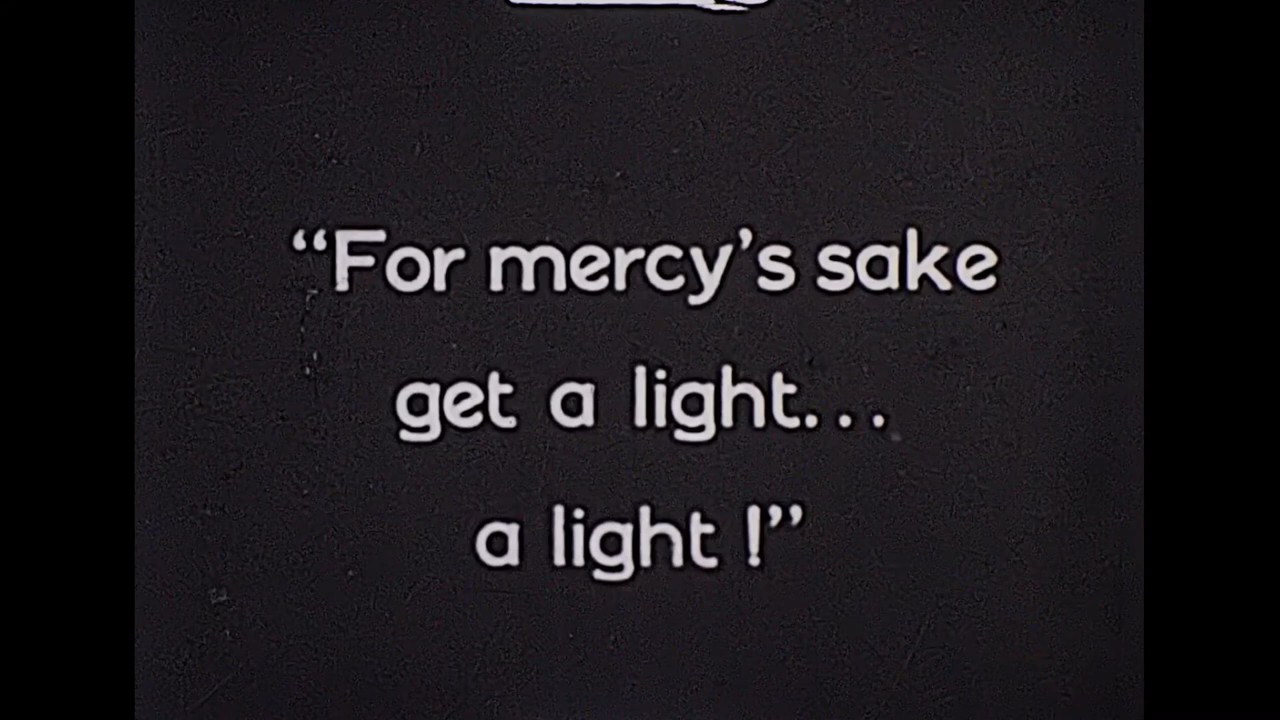 “For mercy’s sake
get a light...
a light !”